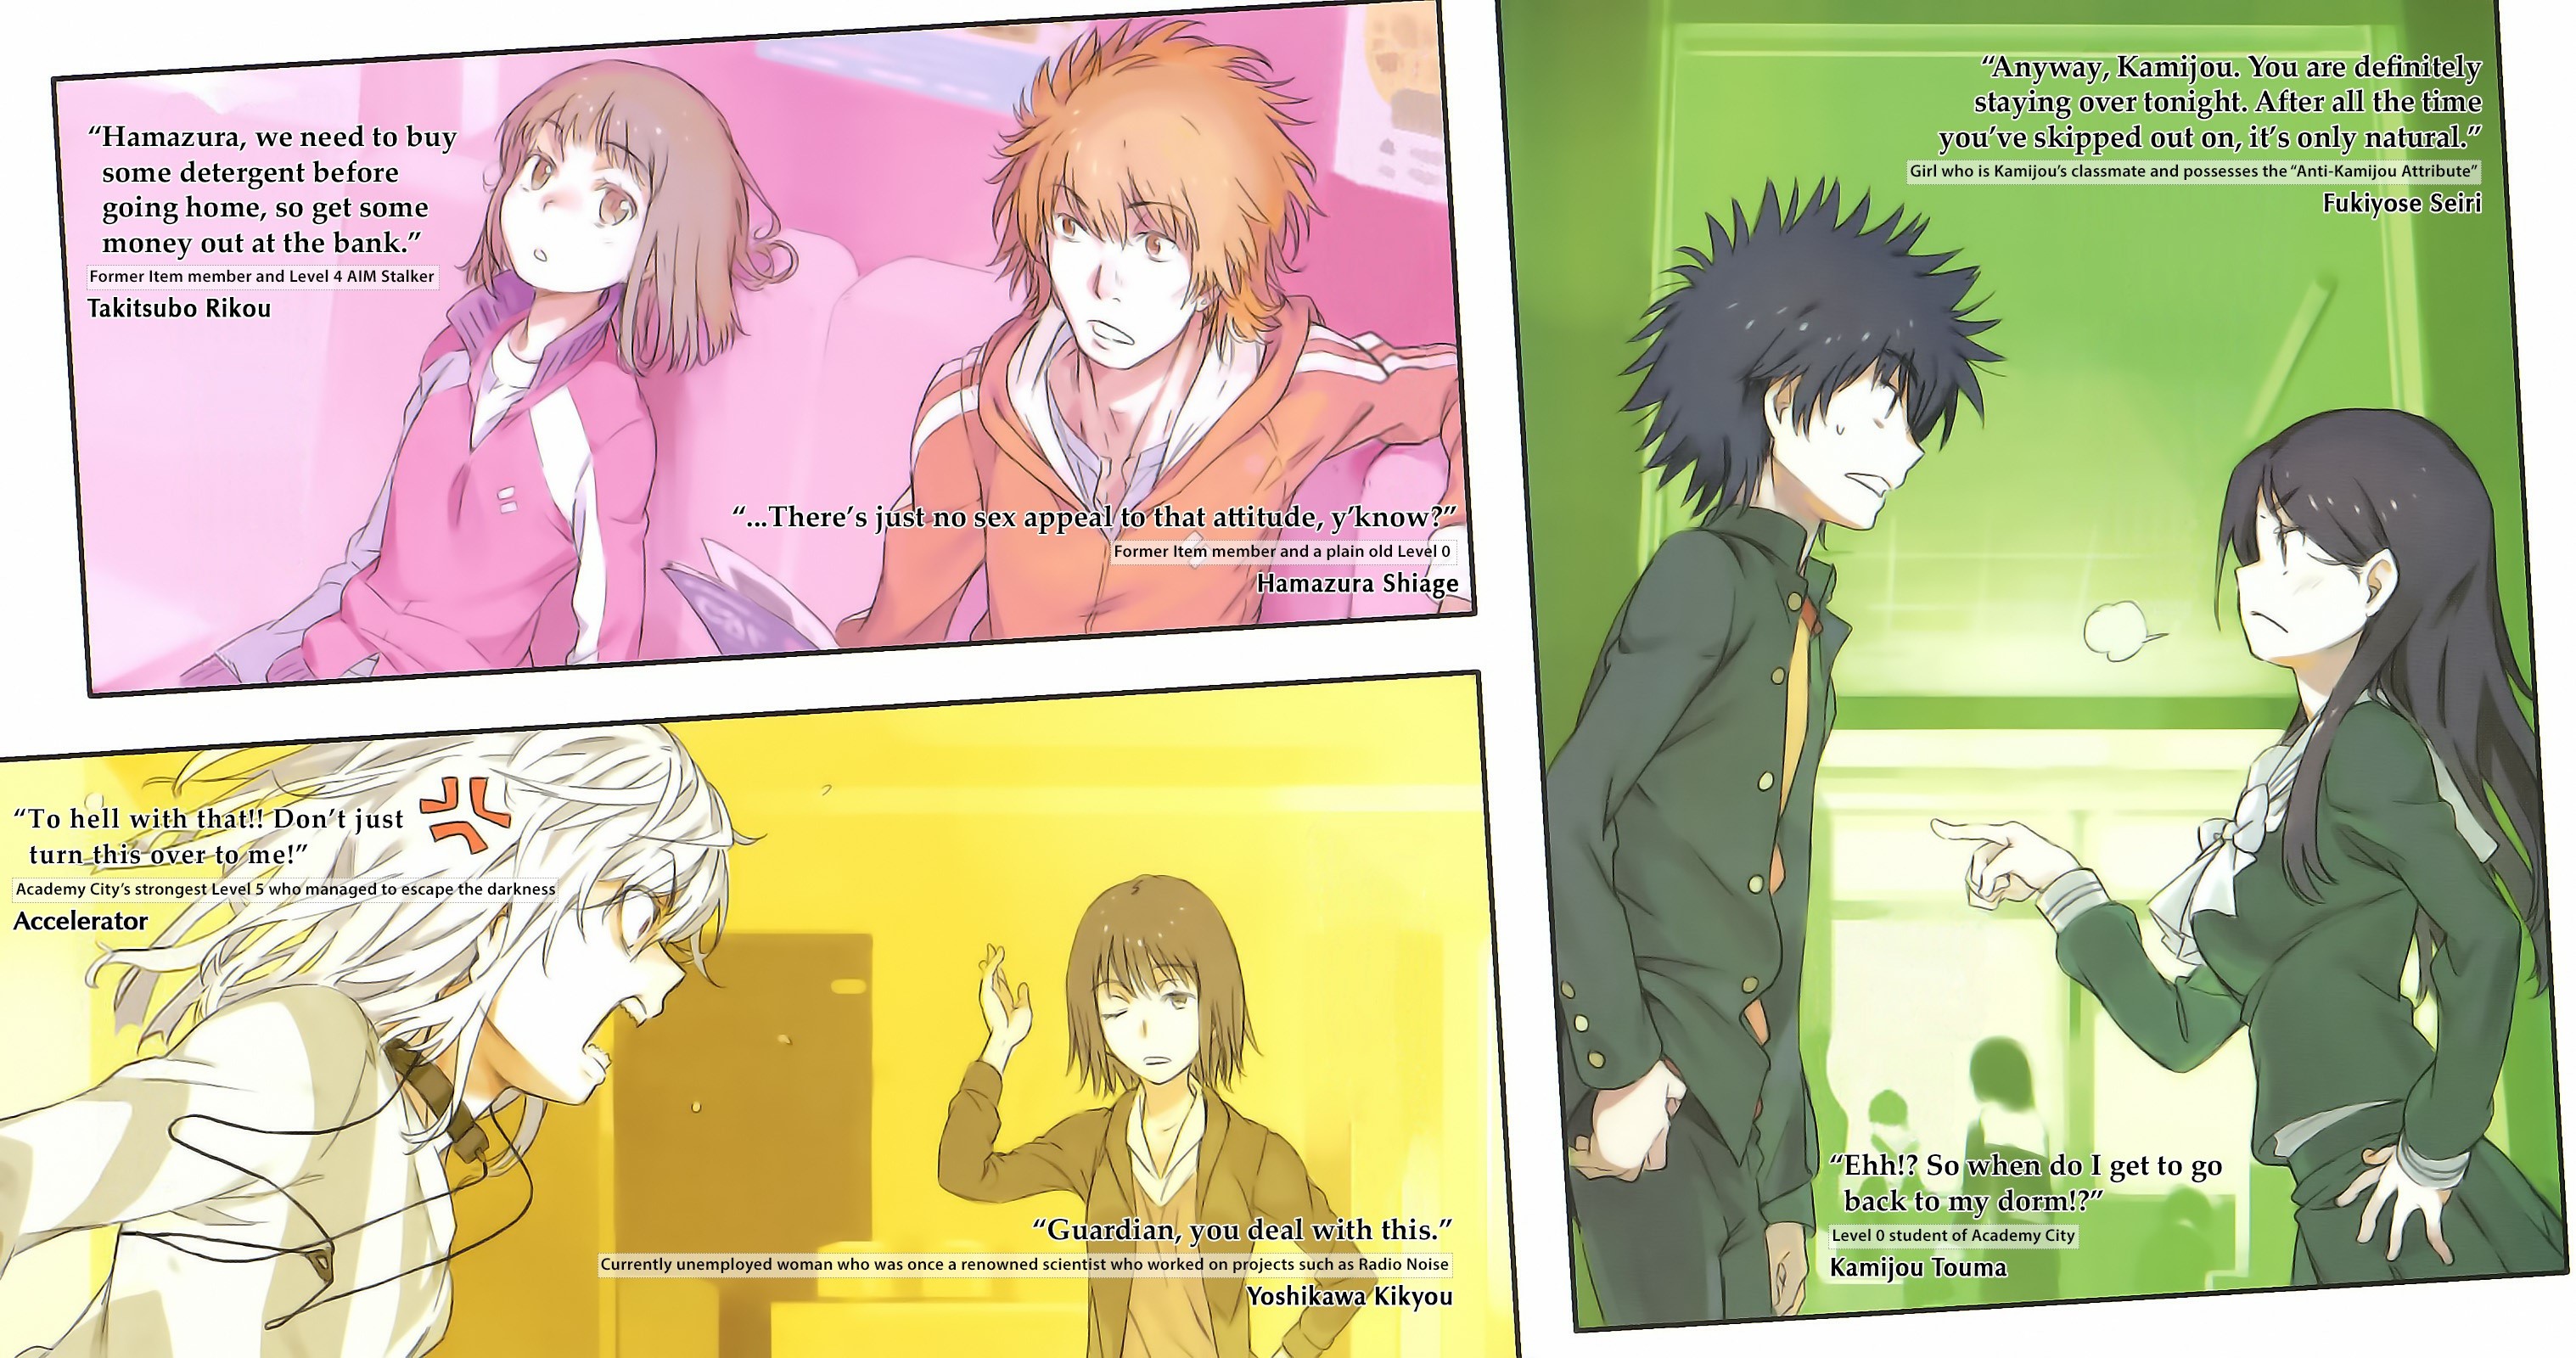 “Hamazura, we need to buy
some detergent before
going home, so get some
money out at the bank.”
Former Item member and Level 4 AIM Stalker
Takitsubo Rikou
“...There’s just no sex appeal to that attitude, y’know?”
Former Item member and a plain old Level 0
Hamazura Shiage
“To hell with that!! Don’t just
turn this over to me!”
Academy City’s strongest Level 5 who managed to escape the darkness
Accelerator
“Guardian, you deal with this.”
Currently unemployed woman who was once a renowned scientist who worked on projects such as Radio Noise
Yoshikawa Kikyou
“Anyway, Kamijou. You are definitely
staying over tonight. After all the time
you’ve skipped out on, it’s only natural.”
Girl who is Kamijou’s classmate and possesses the “Anti-Kamijou Attribute”
Fukiyose Seiri
“Ehh!? So when do I get to go
back to my dorm!?”
Level 0 student of Academy City
Kamijou Touma